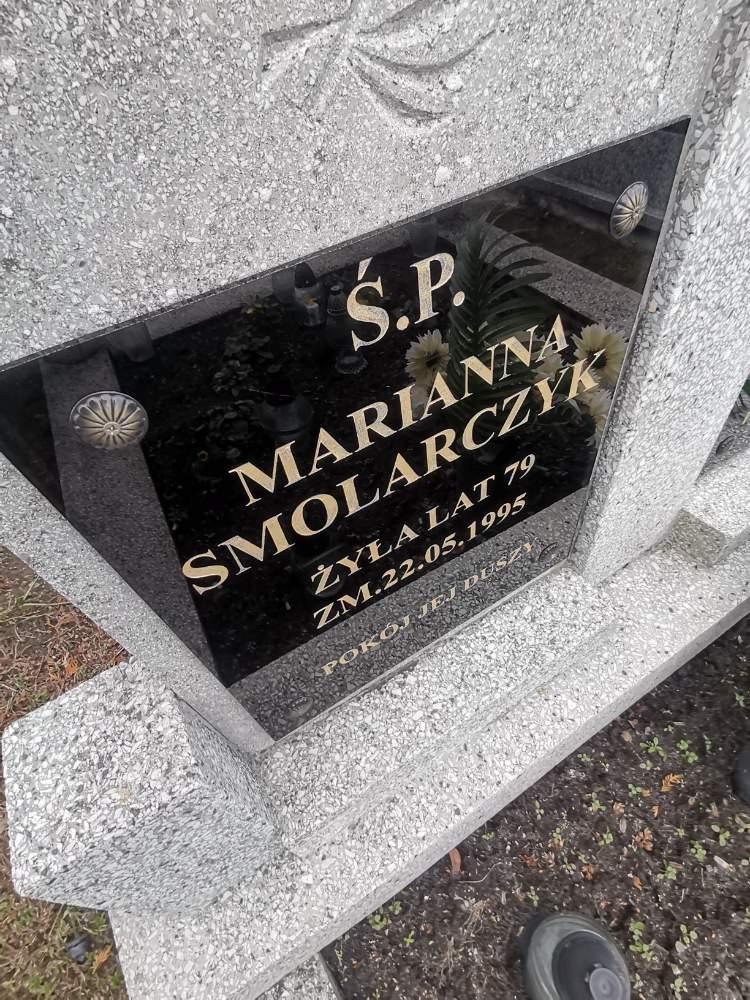 Ś.P.
MARIANNA
SMOLARCZYK
ŻYŁA LAT 79
ZM.22.05.1995
POKÓJ JEJ DUSZY